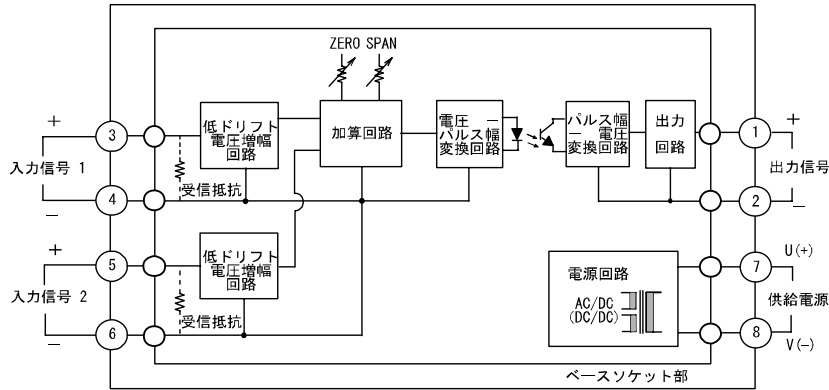 ZERO SPAN
+
3
低ドリフト
電圧増幅
回路
加算回路
電圧 ―
パルス幅
変換回路
パルス幅
― 電圧
変換回路
出力
回路
1
+
入力信号 1
受信抵抗
出力信号
4
−
2
−
+
5
低ドリフト
電圧増幅
回路
入力信号 2
受信抵抗
6
−
電源回路
AC/DC
(DC/DC)
U(+)
7
供給電源
8
V(−)
ベースソケット部